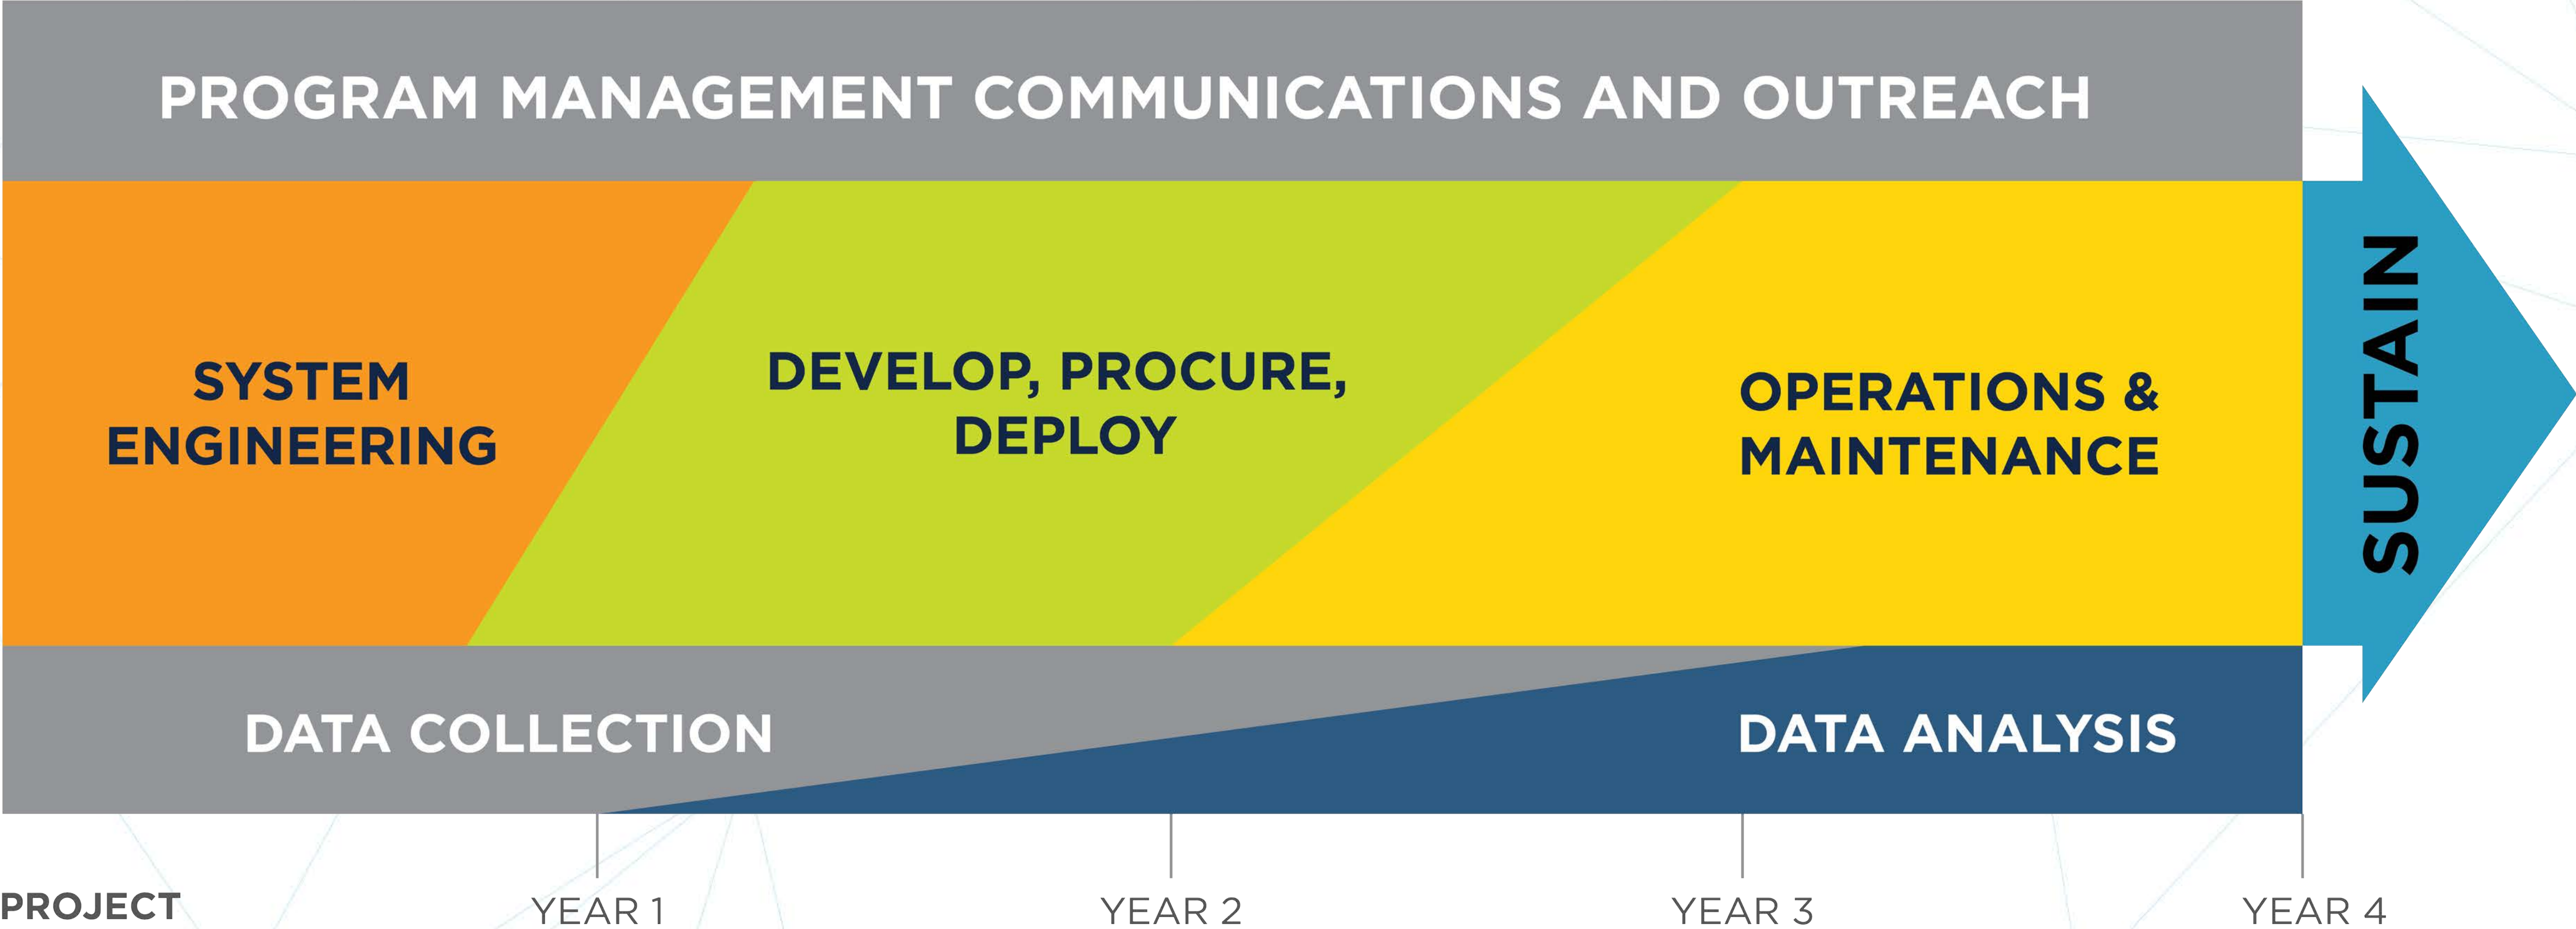 PROGRAM MANAGEMENT COMMUNICATIONS AND OUTREACH
SYSTEM
ENGINEERING
DEVELOP, PROCURE,
DEPLOY
OPERATIONS &
MAINTENANCE
SUSTAIN
DATA COLLECTION
DATA ANALYSIS
PROJECT
YEAR 1
YEAR 2
YEAR 3
YEAR 4